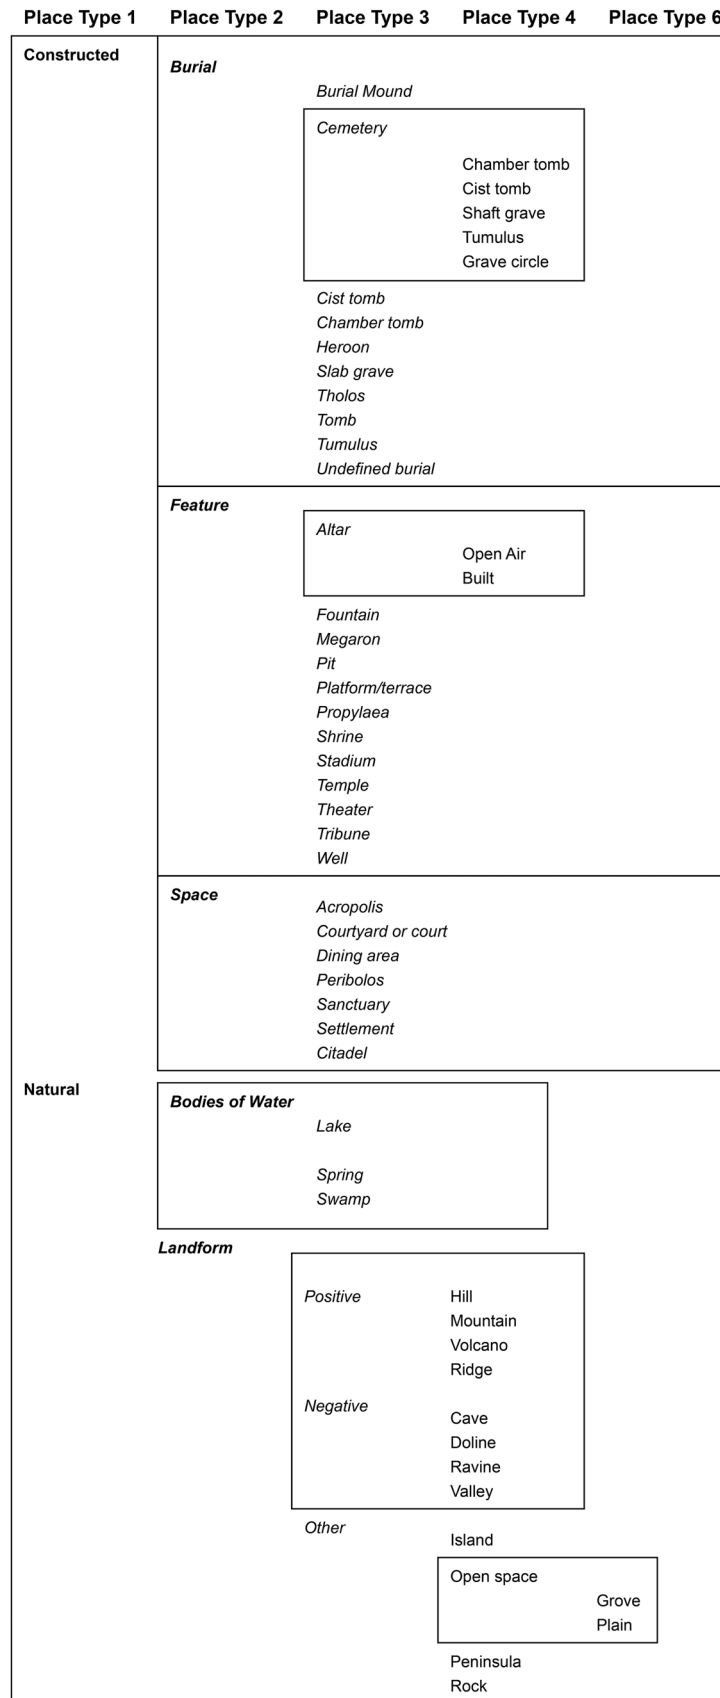 Place Type 1 Place Type 2 Place Type 3 Place Type 4 Place Type 6
Constructed
Burial
Burial Mound
Cemetery
Chamber tomb
Cist tomb
Shaft grave
Tumulus
Grave circle
Cist tomb
Chamber tomb
Heroon
Slab grave
Tholos
Tomb
Tumulus
Undefined burial
Feature
Altar
Open Air
Built
Fountain
Megaron
Pit
Platform/terrace
Propylaea
Shrine
Stadium
Temple
Theater
Tribune
Well
Space
Acropolis
Courtyard or court
Dining area
Peribolos
Sanctuary
Settlement
Citadel
Natural
Bodies of Water
Lake
Spring
Swamp
Landform
Positive Hill
Mountain
Volcano
Ridge
Negative
Cave
Doline
Ravine
Valley
Other
Island
Open space
Grove
Plain
Peninsula
Rock